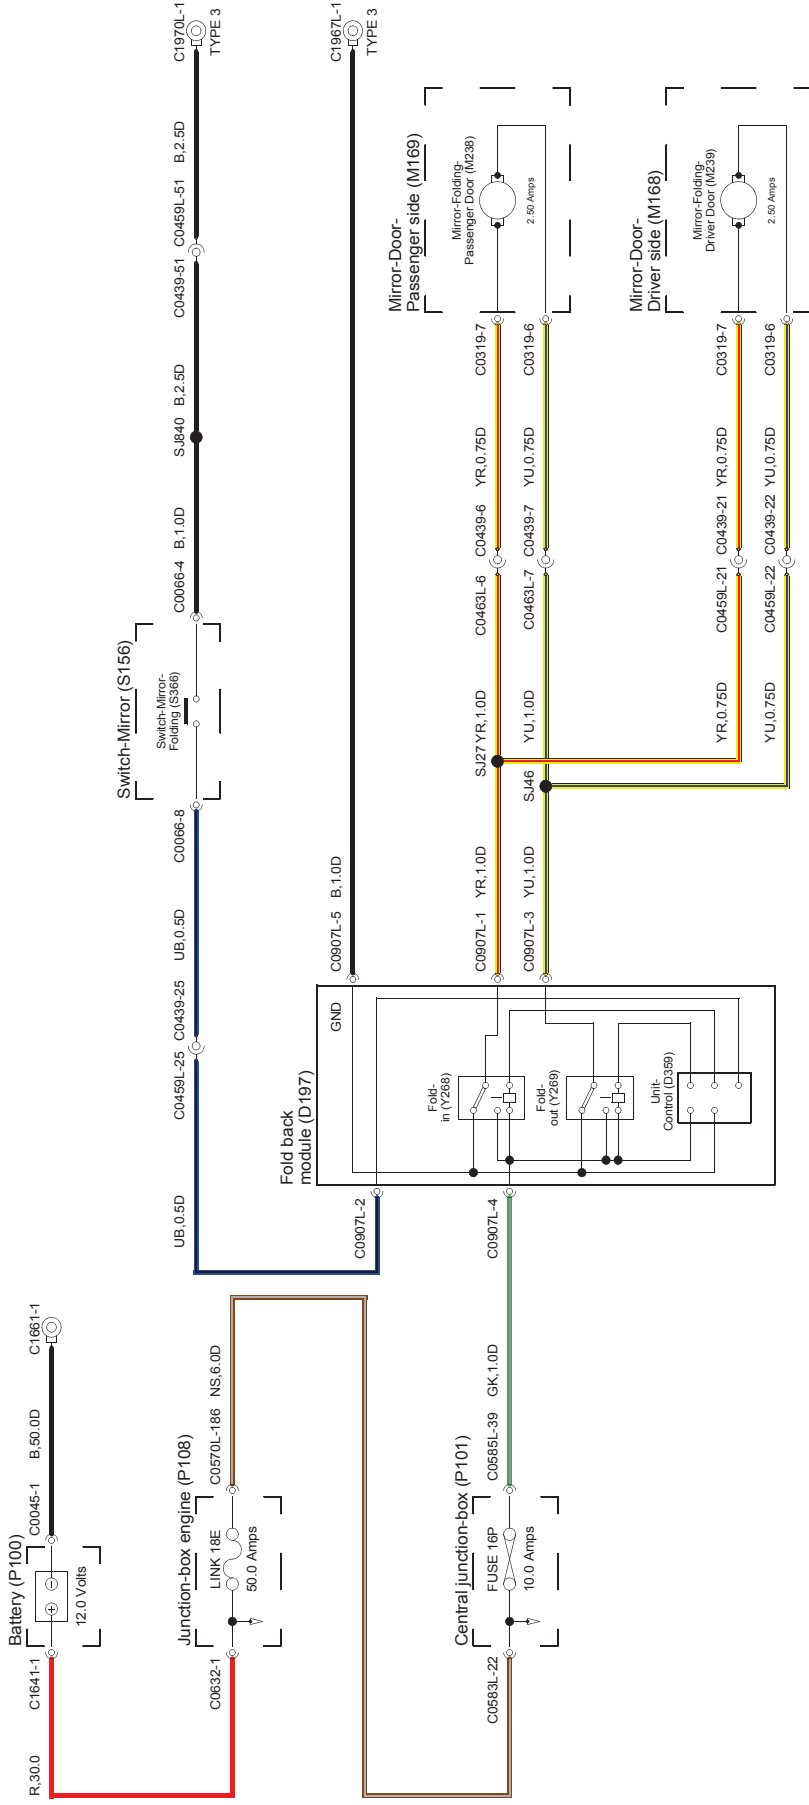 Battery (P100)
R,30.0
C1641-1
12.0 Volts
C0045-1
B,50.0D
C1661-1
Junction-box engine (P108)
C0632-1
LINK 18E
50.0 Amps
C0570L-186
NS,6.0D
Central junction-box (P101)
C0583L-22
FUSE 16P
10.0 Amps
C0585L-39
GK,1.0D
C0907L-4
UB,0.5D
C0907L-2
C0459L-25
C0439-25
UB,0.5D
C0066-8
Switch-Mirror (S156)
Switch-Mirror-
Folding (S366)
C0066-4
B,1.0D
SJ840
B,2.5D
C0439-51
C0459L-51
B,2.5D
C1970L-1
TYPE 3
Fold back
module (D197)
GND
Fold-
in (Y268)
Fold-
out (Y269)
Unit-
Control (D359)
C0907L-5
B,1.0D
C1967L-1
TYPE 3
C0907L-1
YR,1.0D
SJ27
YR,1.0D
C0463L-6
C0439-6
YR,0.75D
C0319-7
C0907L-3
YU,1.0D
SJ46
YU,1.0D
C0463L-7
C0439-7
YU,0.75D
C0319-6
Mirror-Door-
Passenger side (M169)
Mirror-Folding-
Passenger Door (M238)
2.50 Amps
YR,0.75D
C0459L-21
C0439-21
YR,0.75D
C0319-7
YU,0.75D
C0459L-22
C0439-22
YU,0.75D
C0319-6
Mirror-Door-
Driver side (M168)
Mirror-Folding-
Driver Door (M239)
2.50 Amps